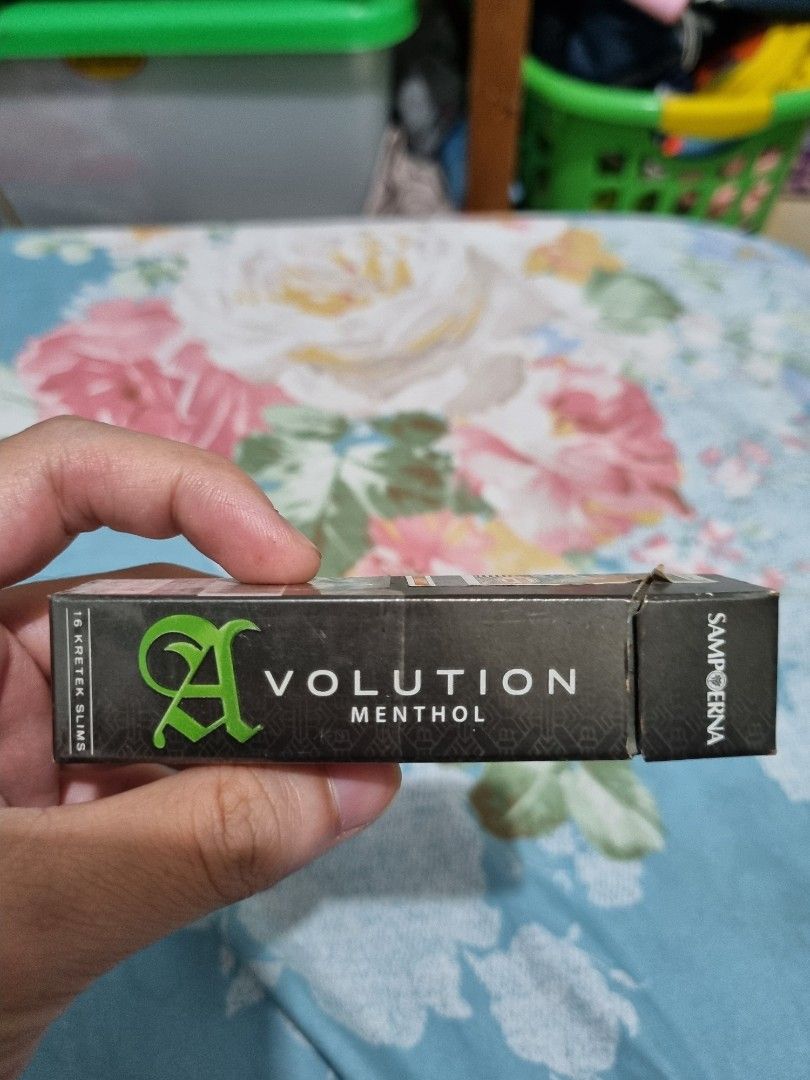 16 KRETEK SLIMS
A VOLUTION
MENTHOL
SAMPOERNA